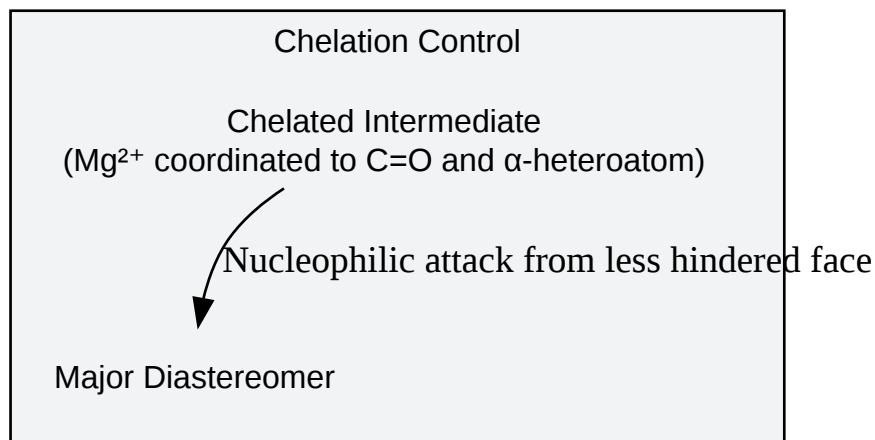 Chelation Control
Chelated Intermediate
(Mg²⁺ coordinated to C=O and α-heteroatom)
Nucleophilic attack from less hindered face
Major Diastereomer